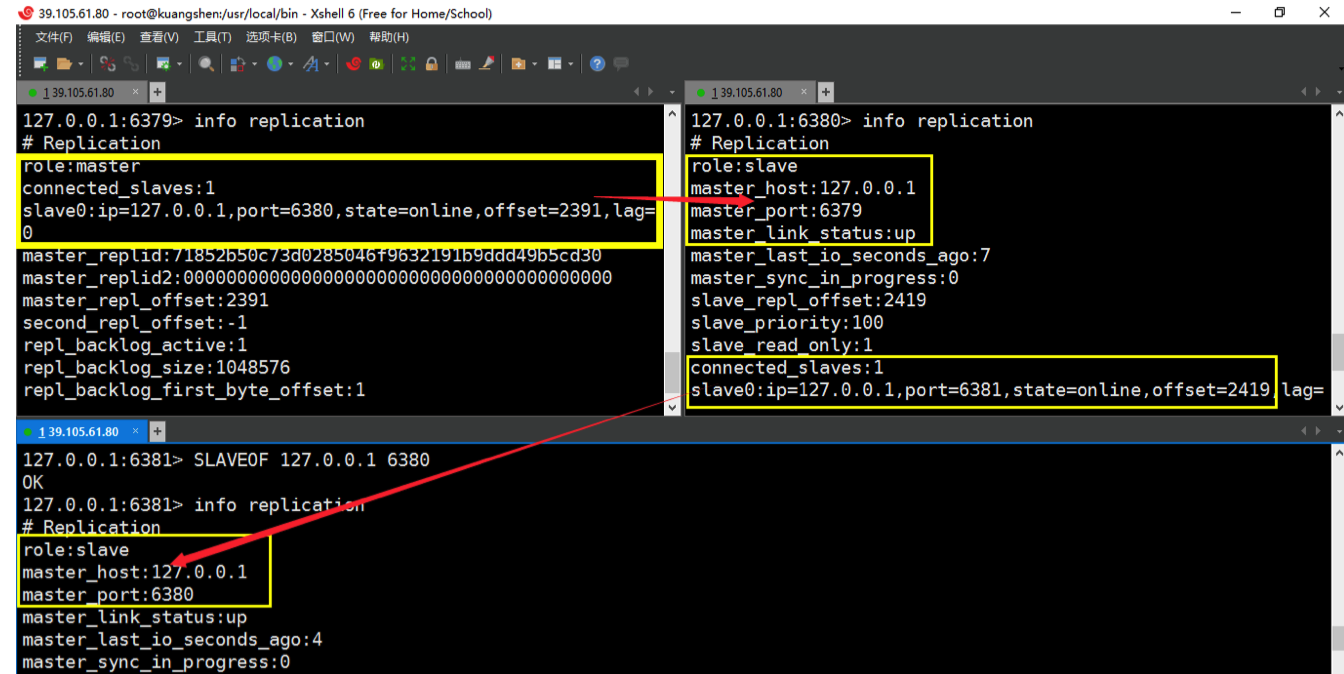 39.105.61.80 - root@kuangshen:/usr/local/bin - Xshell 6 (Free for Home/School)
文件(F) 编辑(E) 查看(V) 工具(T) 选项卡(B) 窗口(W) 帮助(H)
1 39.105.61.80
127.0.0.1:6379> info replication
# Replication
role:master
connected_slaves:1
slave0:ip=127.0.0.1,port=6380,state=online,offset=2391,lag=
0
master_replid:71852b50c73d0285046f9632191b9ddd49b5cd30
master_replid2:0000000000000000000000000000000000000000
master_repl_offset:2391
second_repl_offset:-1
repl_backlog_active:1
repl_backlog_size:1048576
repl_backlog_first_byte_offset:1
1 39.105.61.80
127.0.0.1:6380> info replication
# Replication
role:slave
master_host:127.0.0.1
master_port:6379
master_link_status:up
master_last_io_seconds_ago:7
master_sync_in_progress:0
slave_repl_offset:2419
slave_priority:100
slave_read_only:1
connected_slaves:1
slave0:ip=127.0.0.1,port=6381,state=online,offset=2419,lag=
1 39.105.61.80
127.0.0.1:6381> SLAVEOF 127.0.0.1 6380
OK
127.0.0.1:6381> info replication
# Replication
role:slave
master_host:127.0.0.1
master_port:6380
master_link_status:up
master_last_io_seconds_ago:4
master_sync_in_progress:0